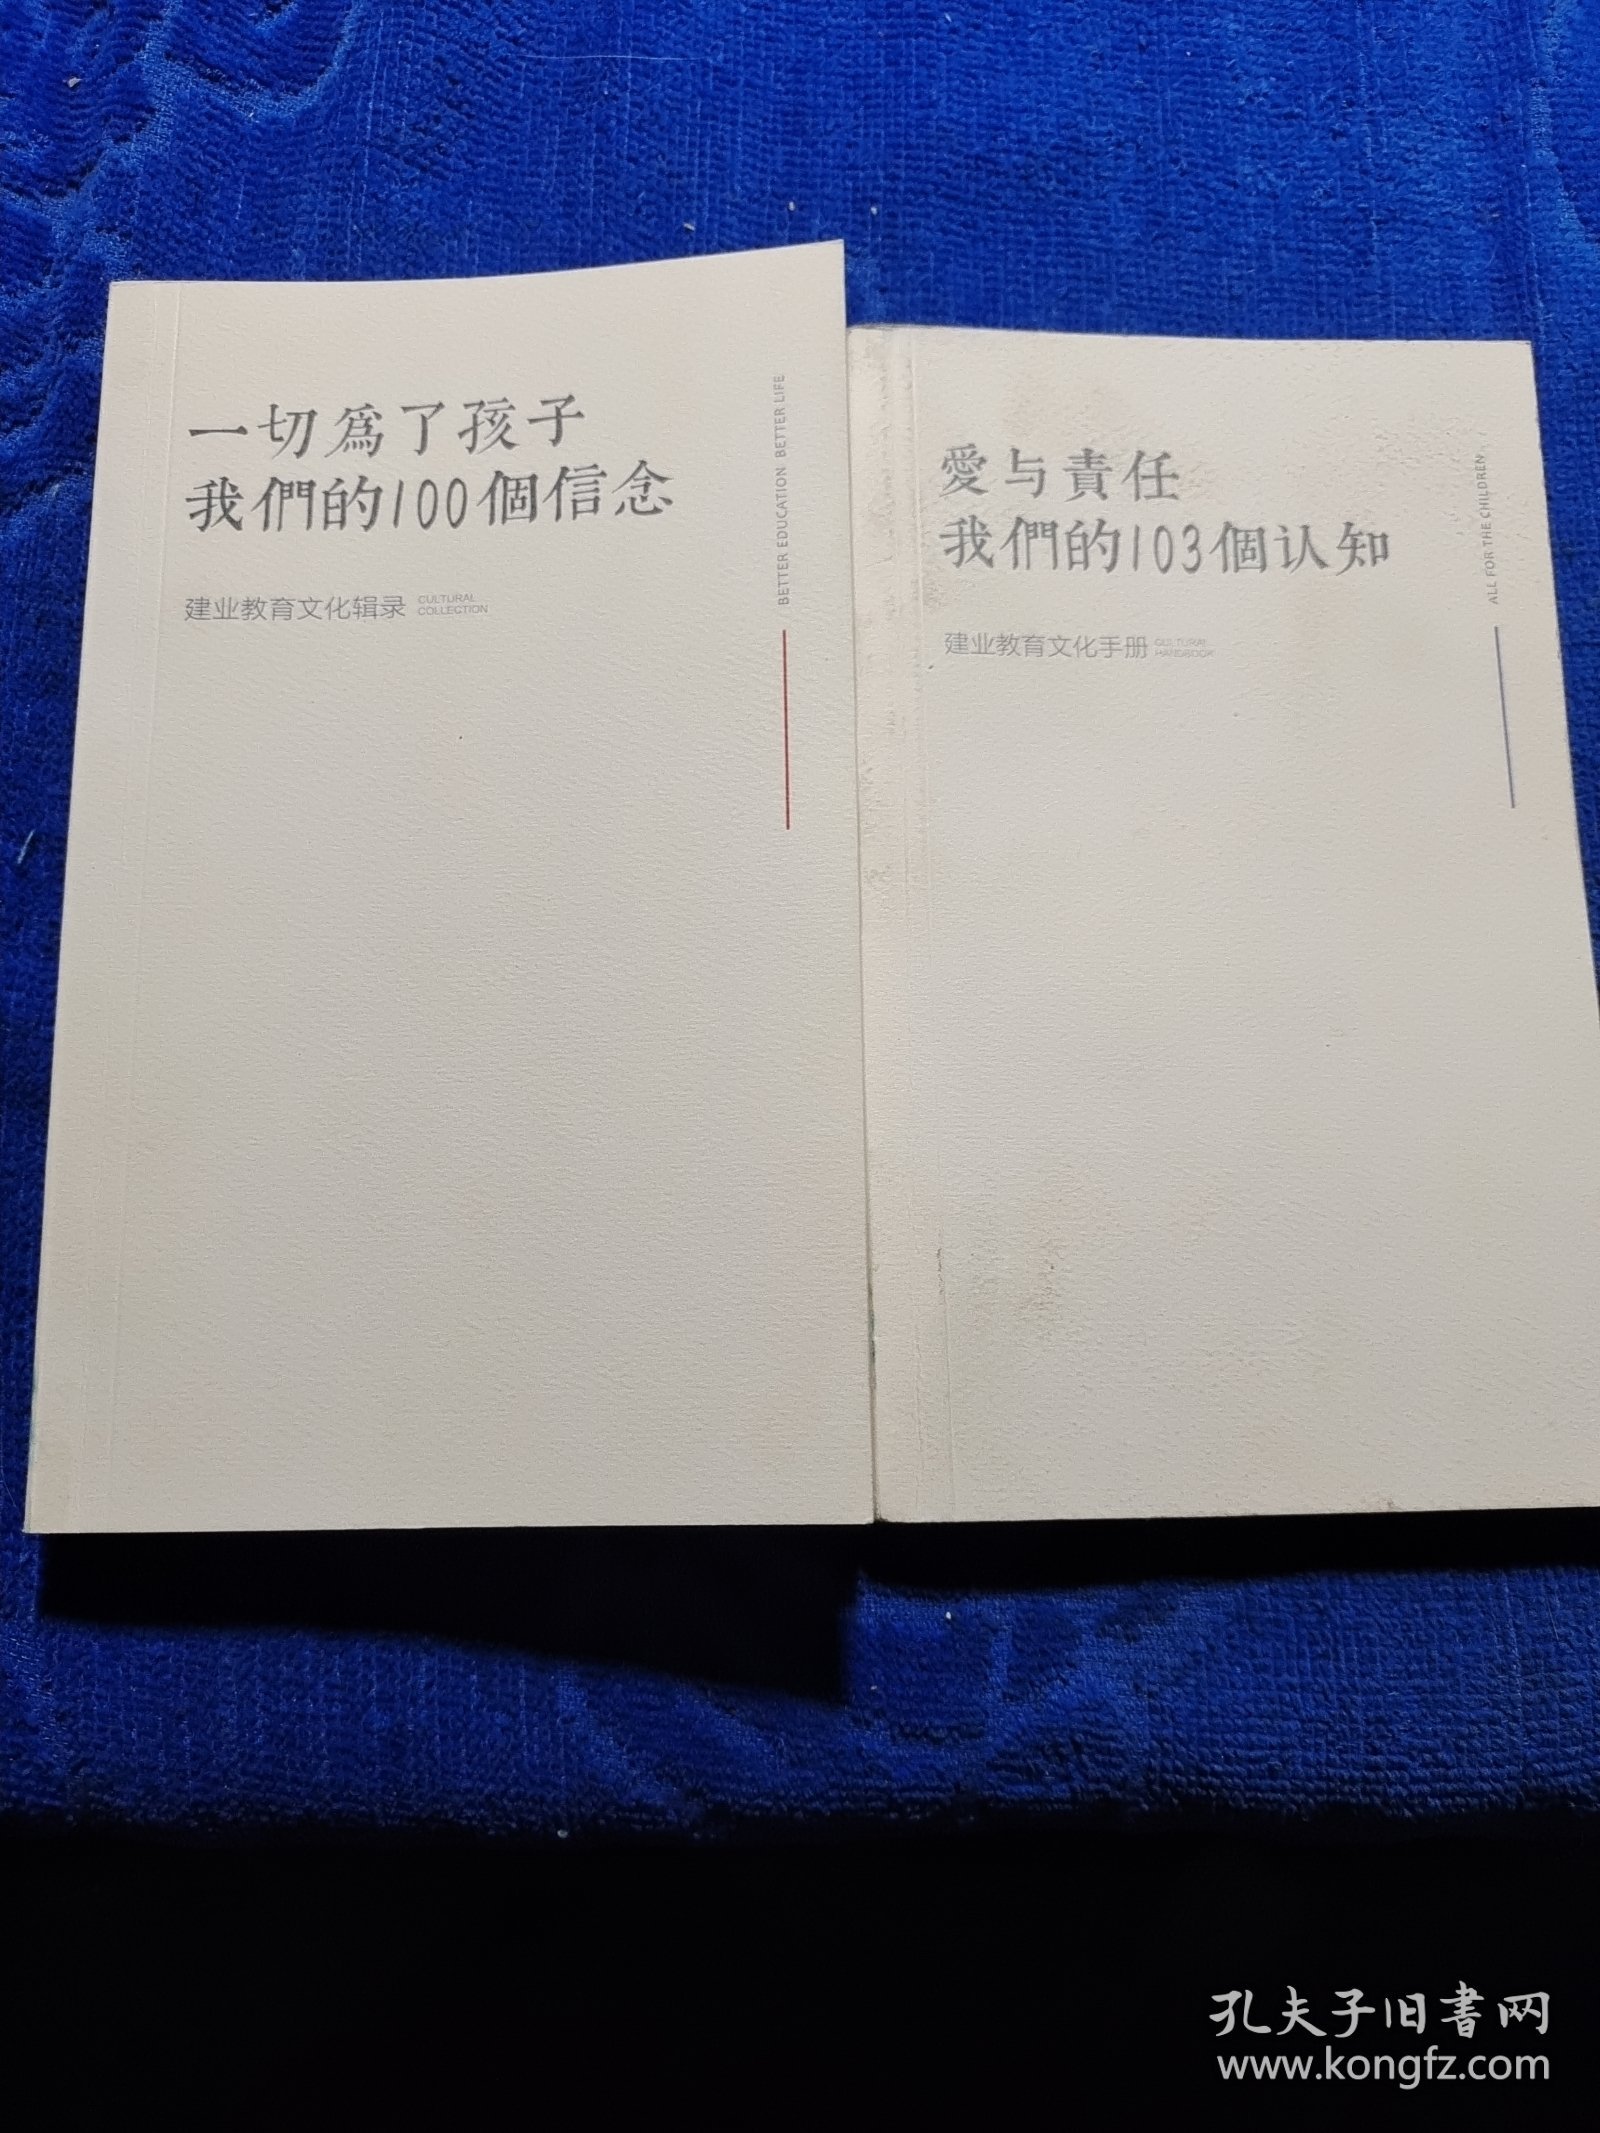 一切爲了孩子
我們的100個信念
建业教育文化辑录 CULTURAL
COLLECTION
BETTER EDUCATION BETTER LIFE
愛与責任
我們的103個认知
建业教育文化手册 CULTURAL
HANDBOOK
ALL FOR THE CHILDREN
孔夫子旧書网
www.kongfz.com